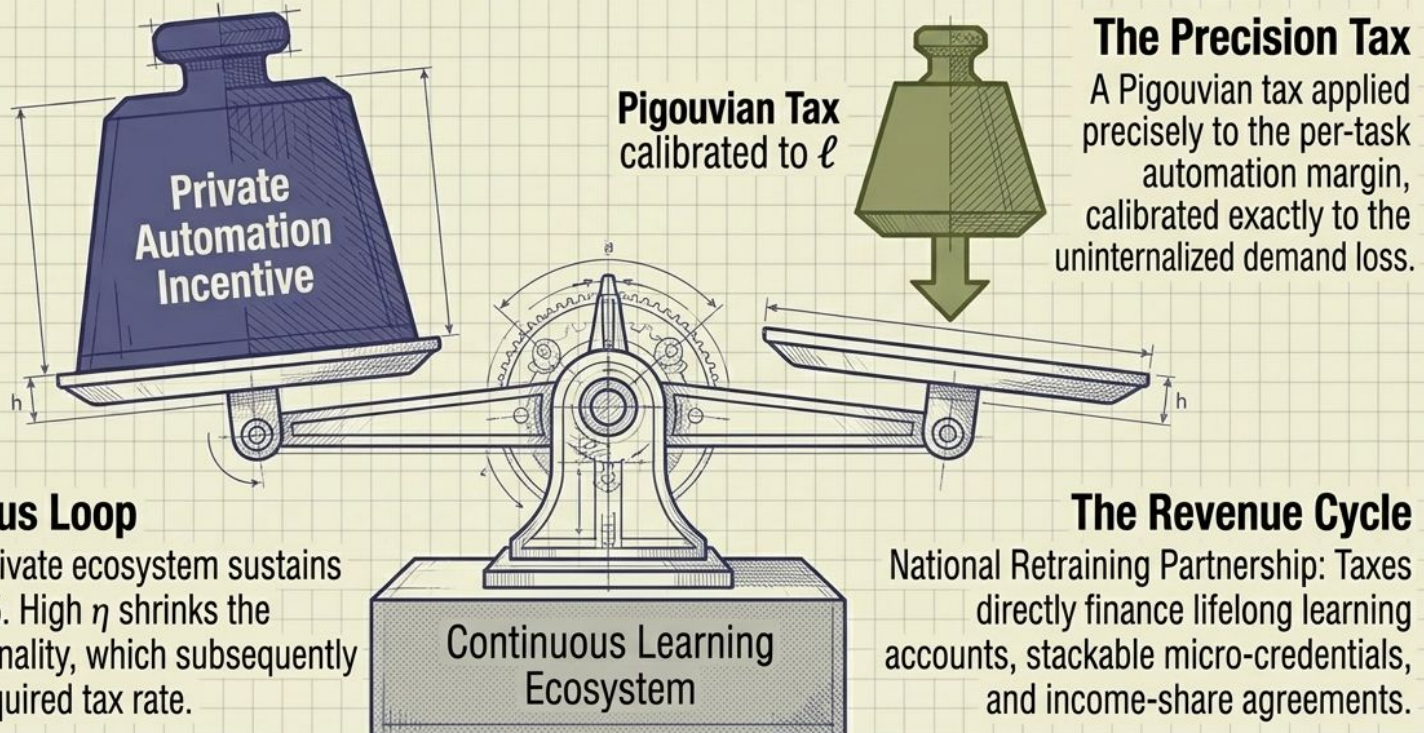 Private
Automation
Incentive
Pigouvian Tax
calibrated to ℓ
The Precision Tax
A Pigouvian tax applied
precisely to the per-task
automation margin,
calibrated exactly to the
uninternalized demand loss.
h
h
us Loop
ivate ecosystem sustains
. High η shrinks the
nality, which subsequently
quired tax rate.
Continuous Learning
Ecosystem
The Revenue Cycle
National Retraining Partnership: Taxes
directly finance lifelong learning
accounts, stackable micro-credentials,
and income-share agreements.